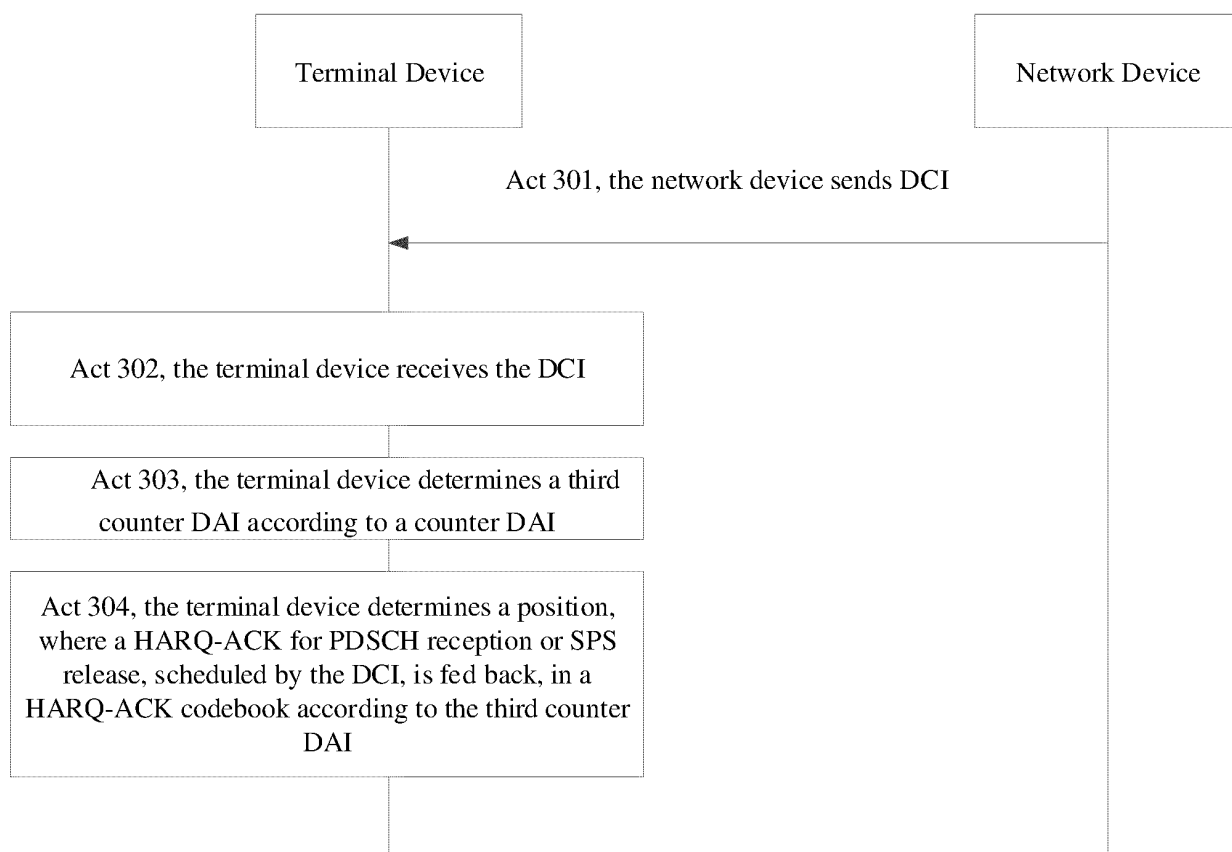 Terminal Device
Network Device
Act 301, the network device sends DCI
Act 302, the terminal device receives the DCI
Act 303, the terminal device determines a third
counter DAI according to a counter DAI
Act 304, the terminal device determines a position,
where a HARQ-ACK for PDSCH reception or SPS
release, scheduled by the DCI, is fed back, in a
HARQ-ACK codebook according to the third counter
DAI